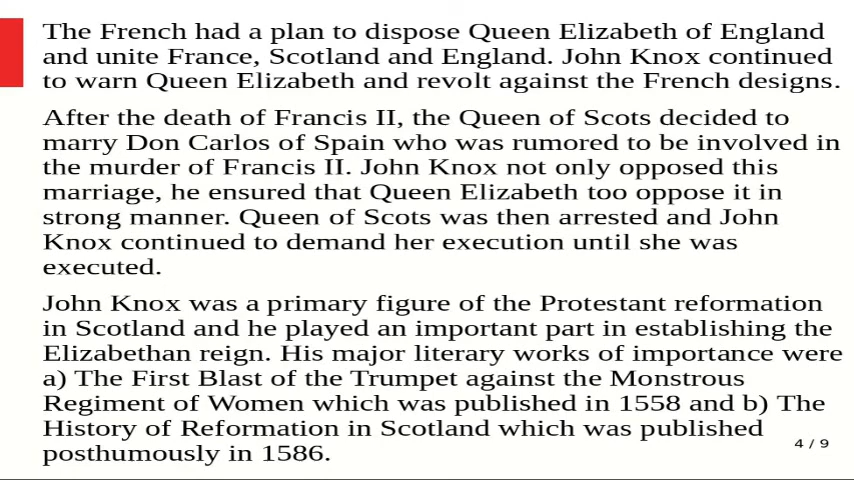 The French had a plan to dispose Queen Elizabeth of England
and unite France, Scotland and England. John Knox continued
to warn Queen Elizabeth and revolt against the French designs.
After the death of Francis II, the Queen of Scots decided to
marry Don Carlos of Spain who was rumored to be involved in
the murder of Francis II. John Knox not only opposed this
marriage, he ensured that Queen Elizabeth too oppose it in
strong manner. Queen of Scots was then arrested and John
Knox continued to demand her execution until she was
executed.
John Knox was a primary figure of the Protestant reformation
in Scotland and he played an important part in establishing the
Elizabethan reign. His major literary works of importance were
a) The First Blast of the Trumpet against the Monstrous
Regiment of Women which was published in 1558 and b) The
History of Reformation in Scotland which was published
posthumously in 1586.
4 / 9